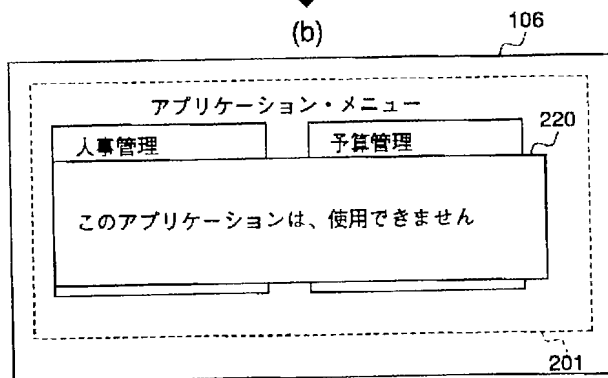 (b)
106
アプリケーション・メニュー
220
人事管理 予算管理
このアプリケーションは、使用できません
201